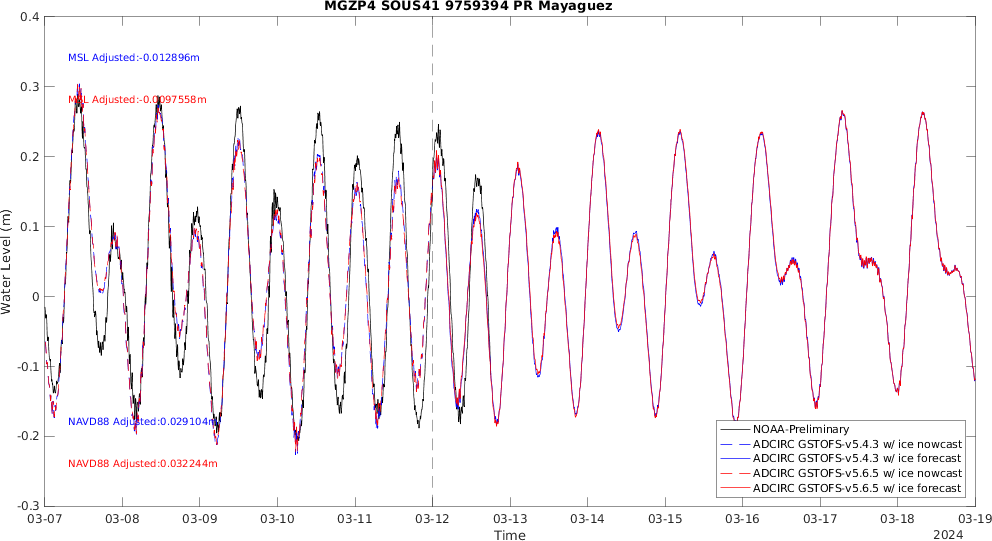 MGZP4 SOUS41 9759394 PR Mayaguez
0.4
0.3
0.2
0.1
0
-0.1
-0.2
-0.3
Water Level (m)
MSL Adjusted:-0.012896m
MSL Adjusted:-0.0097558m
NAVD88 Adjusted:0.029104m
NAVD88 Adjusted:0.032244m
NOAA-Preliminary
ADCIRC GSTOFS-v5.4.3 w/ ice nowcast
ADCIRC GSTOFS-v5.4.3 w/ ice forecast
ADCIRC GSTOFS-v5.6.5 w/ ice nowcast
ADCIRC GSTOFS-v5.6.5 w/ ice forecast
03-07 03-08 03-09 03-10 03-11 03-12 03-13 03-14 03-15 03-16 03-17 03-18 03-19
Time
2024